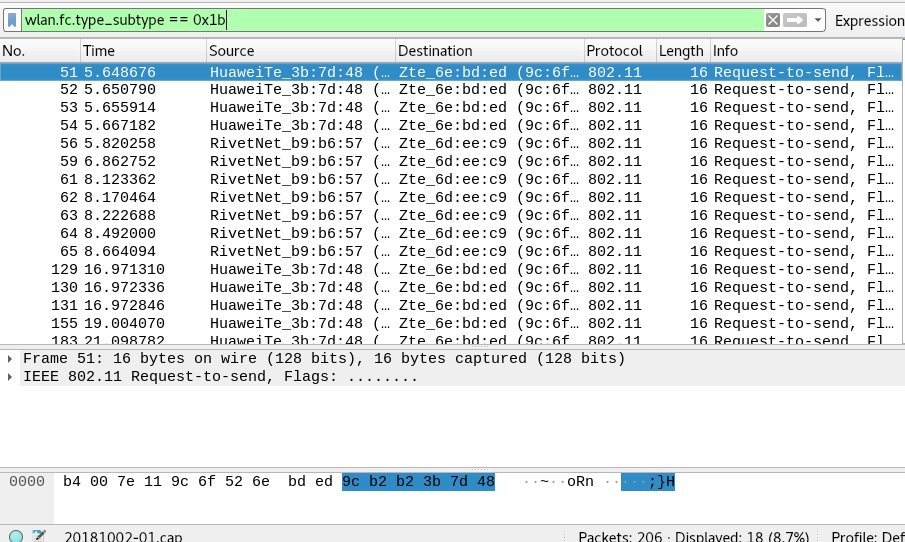 wlan.fc.type_subtype == 0x1b Expression
No. Time Source Destination Protocol Length Info
51 5.648676 HuaweiTe_3b:7d:48 (… Zte_6e:bd:ed (9c:6f… 802.11 16 Request-to-send, Fl…
52 5.650790 HuaweiTe_3b:7d:48 (… Zte_6e:bd:ed (9c:6f… 802.11 16 Request-to-send, Fl…
53 5.655914 HuaweiTe_3b:7d:48 (… Zte_6e:bd:ed (9c:6f… 802.11 16 Request-to-send, Fl…
54 5.667182 HuaweiTe_3b:7d:48 (… Zte_6e:bd:ed (9c:6f… 802.11 16 Request-to-send, Fl…
56 5.820258 RivetNet_b9:b6:57 (… Zte_6d:ee:c9 (9c:6f… 802.11 16 Request-to-send, Fl…
59 6.862752 RivetNet_b9:b6:57 (… Zte_6d:ee:c9 (9c:6f… 802.11 16 Request-to-send, Fl…
61 8.123362 RivetNet_b9:b6:57 (… Zte_6d:ee:c9 (9c:6f… 802.11 16 Request-to-send, Fl…
62 8.170464 RivetNet_b9:b6:57 (… Zte_6d:ee:c9 (9c:6f… 802.11 16 Request-to-send, Fl…
63 8.222688 RivetNet_b9:b6:57 (… Zte_6d:ee:c9 (9c:6f… 802.11 16 Request-to-send, Fl…
64 8.492000 RivetNet_b9:b6:57 (… Zte_6d:ee:c9 (9c:6f… 802.11 16 Request-to-send, Fl…
65 8.664094 RivetNet_b9:b6:57 (… Zte_6d:ee:c9 (9c:6f… 802.11 16 Request-to-send, Fl…
129 16.971310 HuaweiTe_3b:7d:48 (… Zte_6e:bd:ed (9c:6f… 802.11 16 Request-to-send, Fl…
130 16.972336 HuaweiTe_3b:7d:48 (… Zte_6e:bd:ed (9c:6f… 802.11 16 Request-to-send, Fl…
131 16.972846 HuaweiTe_3b:7d:48 (… Zte_6e:bd:ed (9c:6f… 802.11 16 Request-to-send, Fl…
155 19.004070 HuaweiTe_3b:7d:48 (… Zte_6e:bd:ed (9c:6f… 802.11 16 Request-to-send, Fl…
183 21.098782 HuaweiTe_3b:7d:48 (… Zte_6e:bd:ed (9c:6f… 802.11 16 Request-to-send, Fl…
Frame 51: 16 bytes on wire (128 bits), 16 bytes captured (128 bits)
IEEE 802.11 Request-to-send, Flags: ........
0000 b4 00 7e 11 9c 6f 52 6e bd ed 9c b2 b2 3b 7d 48 ··~··oRn ·····;}H
20181002-01.cap Packets: 206 · Displayed: 18 (8.7%) Profile: Def